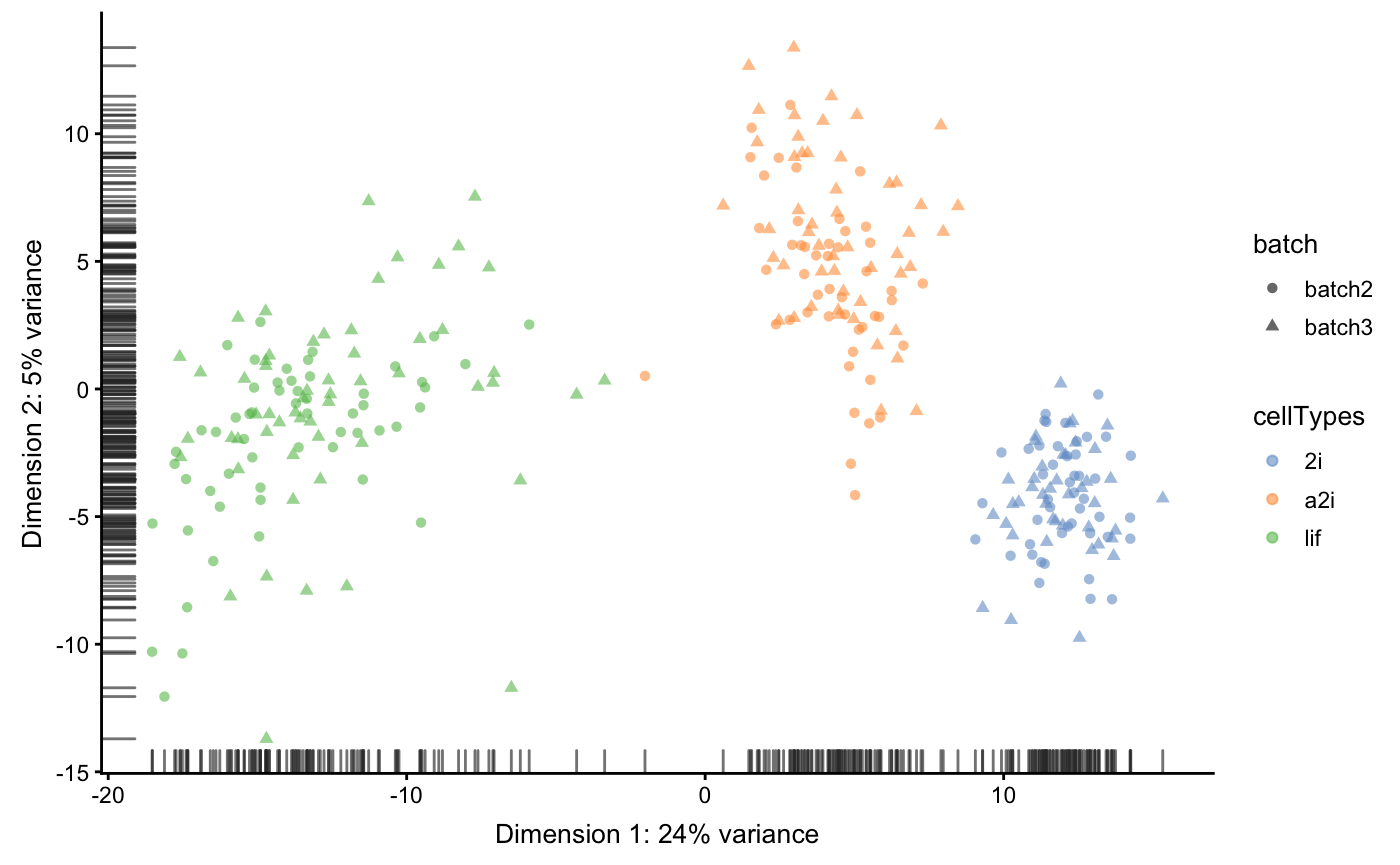 10
5
0
-5
-10
-15
-20
-10
0
10
Dimension 2: 5% variance
Dimension 1: 24% variance
batch
batch2
batch3
cellTypes
2i
a2i
lif